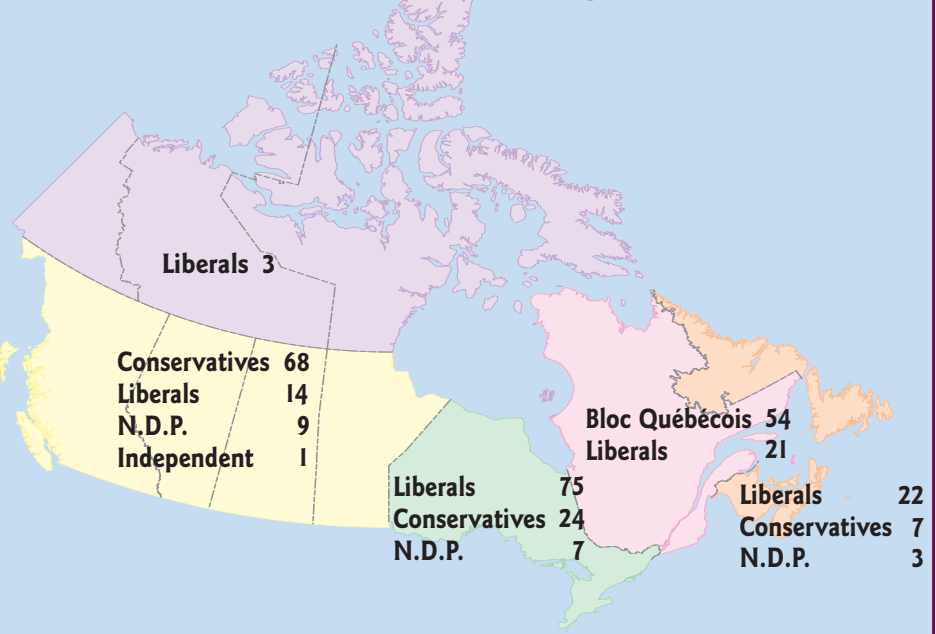 Liberals 3
Conservatives 68
Liberals 14
N.D.P. 9
Independent 1
Bloc Québécois 54
Liberals 21
Liberals 75
Conservatives 24
N.D.P. 7
Liberals 22
Conservatives 7
N.D.P. 3